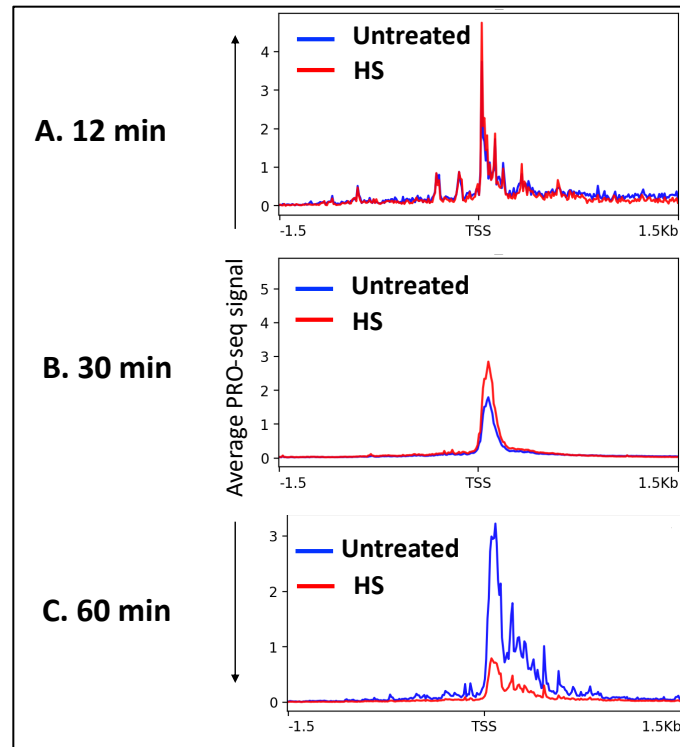 A. 12 min
Untreated
HS
4
3
2
1
0
-1.5
TSS
1.5Kb
Average PRO-seq signal
B. 30 min
Untreated
HS
5
4
3
2
1
0
-1.5
TSS
1.5Kb
C. 60 min
Untreated
HS
3
2
1
0
-1.5
TSS
1.5Kb